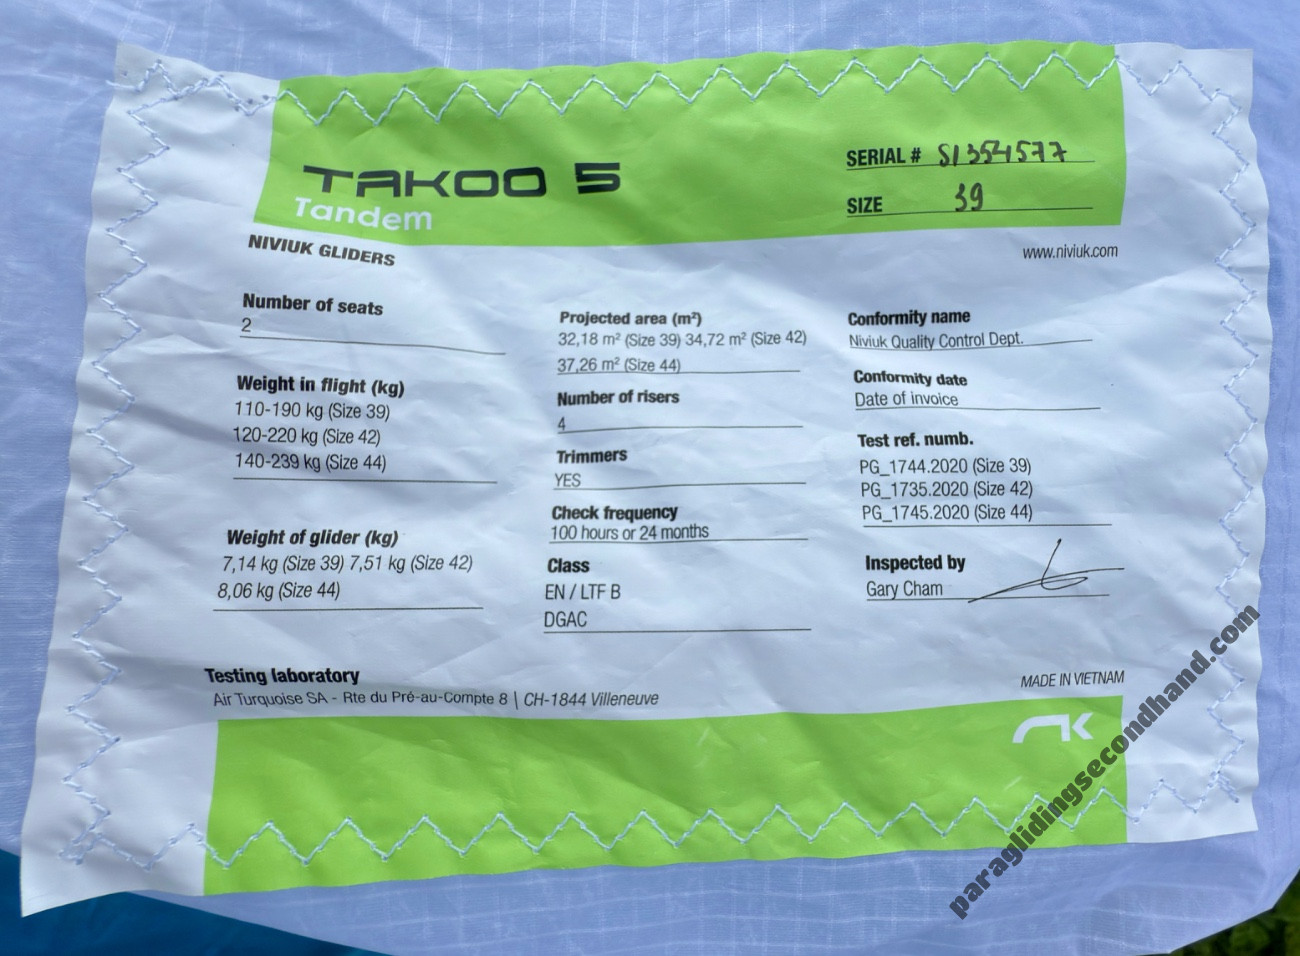 TAKOO 5
Tandem
SERIAL # S1354577
SIZE 39
NIVIUK GLIDERS
www.niviuk.com
Number of seats
2
Weight in flight (kg)
110-190 kg (Size 39)
120-220 kg (Size 42)
140-239 kg (Size 44)
Weight of glider (kg)
7,14 kg (Size 39) 7,51 kg (Size 42)
8,06 kg (Size 44)
Projected area (m²)
32,18 m² (Size 39) 34,72 m² (Size 42)
37,26 m² (Size 44)
Number of risers
4
Trimmers
YES
Check frequency
100 hours or 24 months
Class
EN / LTF B
DGAC
Conformity name
Niviuk Quality Control Dept.
Conformity date
Date of invoice
Test ref. numb.
PG_1744.2020 (Size 39)
PG_1735.2020 (Size 42)
PG_1745.2020 (Size 44)
Inspected by
Gary Cham
Testing laboratory
Air Turquoise SA - Rte du Pré-au-Compte 8 | CH-1844 Villeneuve
MADE IN VIETNAM
paraglidingsecondhand.com